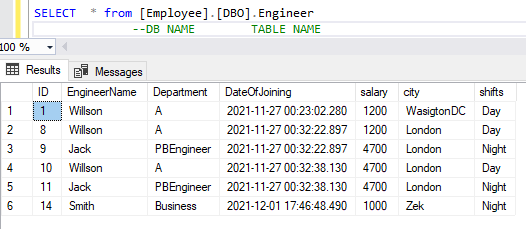 SELECT * from [Employee].[DBO].Engineer
--DB NAME TABLE NAME
100 %
Results Messages
ID EngineerName Department DateOfJoining salary city shifts
1 1 Willson A 2021-11-27 00:23:02.280 1200 WasigtonDC Day
2 8 Willson A 2021-11-27 00:32:22.897 1200 London Day
3 9 Jack PBEngineer 2021-11-27 00:32:22.897 4700 London Night
4 10 Willson A 2021-11-27 00:32:38.130 4700 London Day
5 11 Jack PBEngineer 2021-11-27 00:32:38.130 4700 London Night
6 14 Smith Business 2021-12-01 17:46:48.490 1000 Zek Night